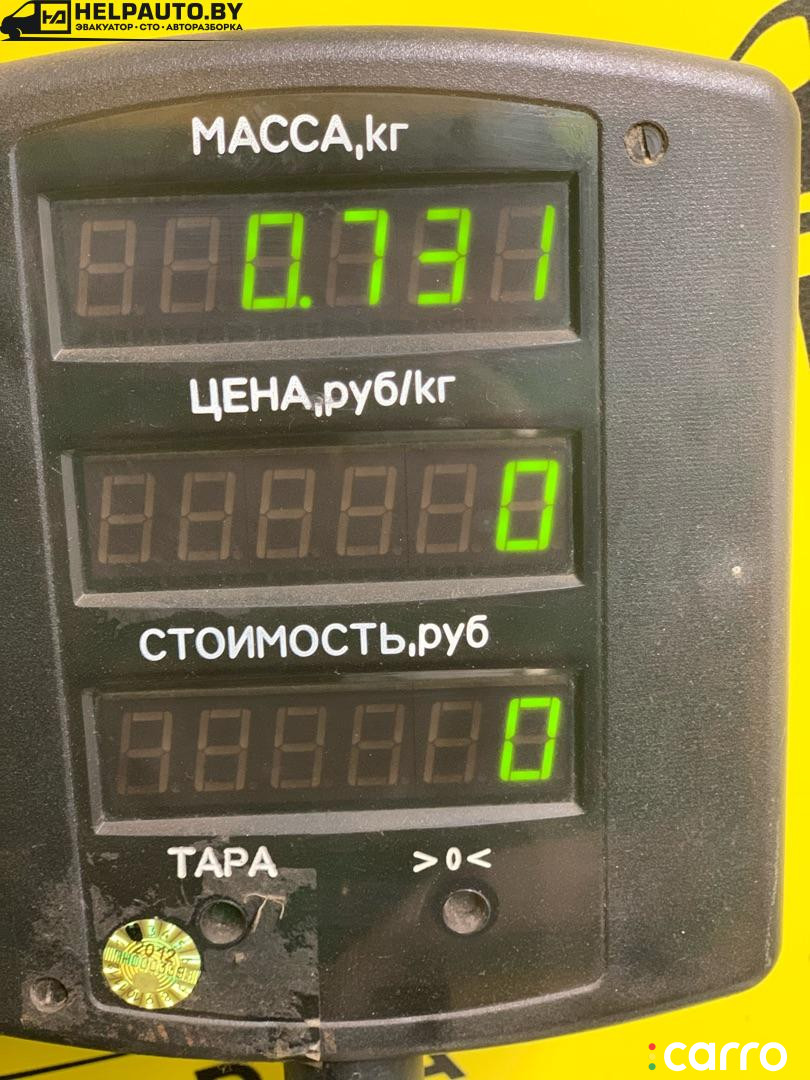 HELPAUTO.BY
ЭВАКУАТОР • СТО • АВТОРАЗБОРКА
МАССА,кг
0.731
ЦЕНА,руб/кг
0
СТОИМОСТЬ,руб
0
ТАРА >0<
2012
carro